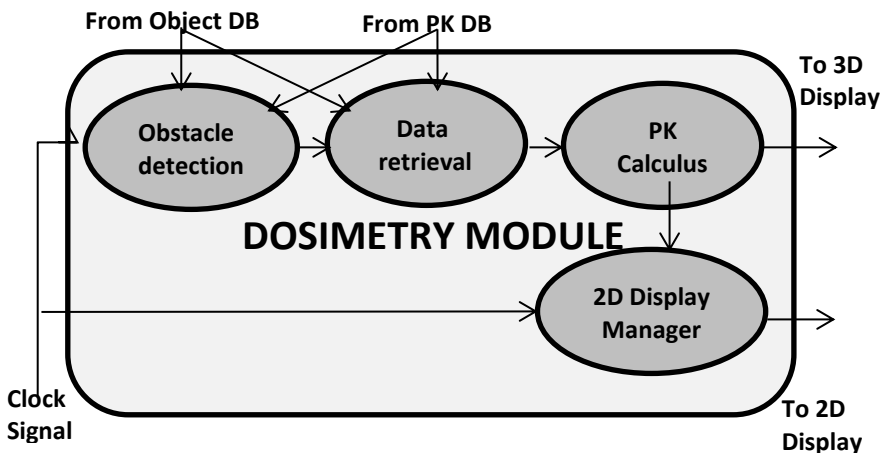 From Object DB
From PK DB
To 3D
Display
Obstacle
detection
Data
retrieval
PK
Calculus
DOSIMETRY MODULE
2D Display
Manager
Clock
Signal
To 2D
Display